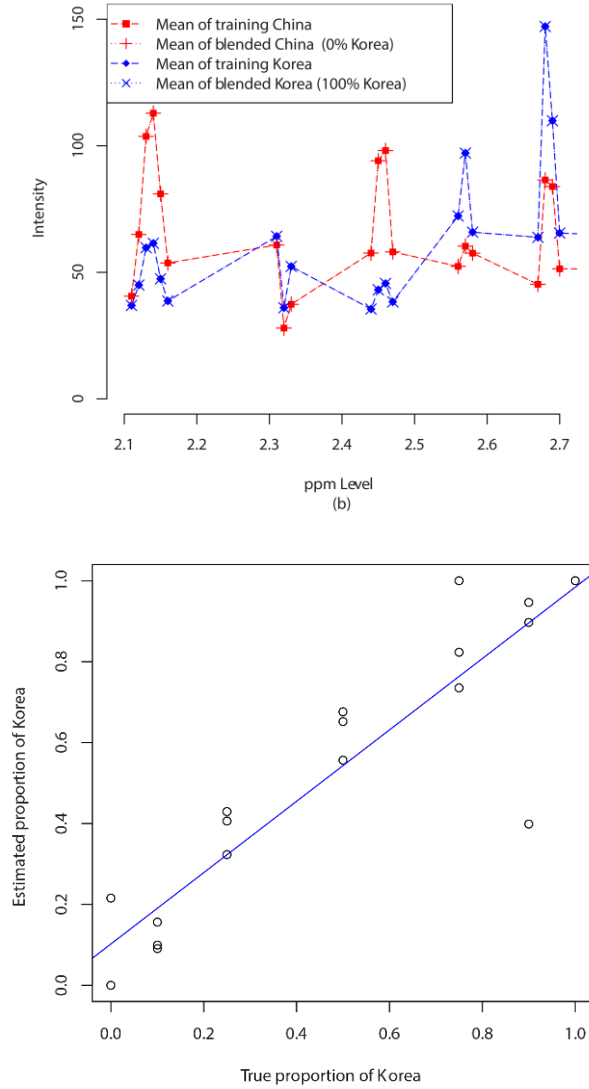 150
Mean of training China
Mean of blended China (0% Korea)
Mean of training Korea
Mean of blended Korea (100% Korea)
100
50
0
Intensity
2.1 2.2 2.3 2.4 2.5 2.6 2.7
ppm Level
(b)
1.0
0.8
0.6
0.4
0.2
0.0
Estimated proportion of Korea
0.0 0.2 0.4 0.6 0.8 1.0
True proportion of Korea